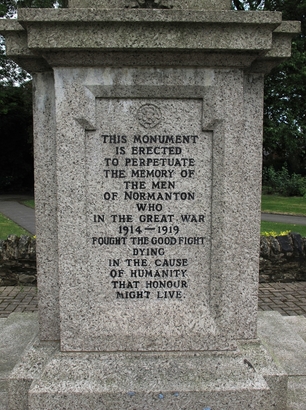 THIS MONUMENT
IS ERECTED
TO PERPETUATE
THE MEMORY OF
THE MEN
OF NORMANTON
WHO
IN THE GREAT WAR
1914—1919
FOUGHT THE GOOD FIGHT
DYING
IN THE CAUSE
OF HUMANITY
THAT HONOUR
MIGHT LIVE.